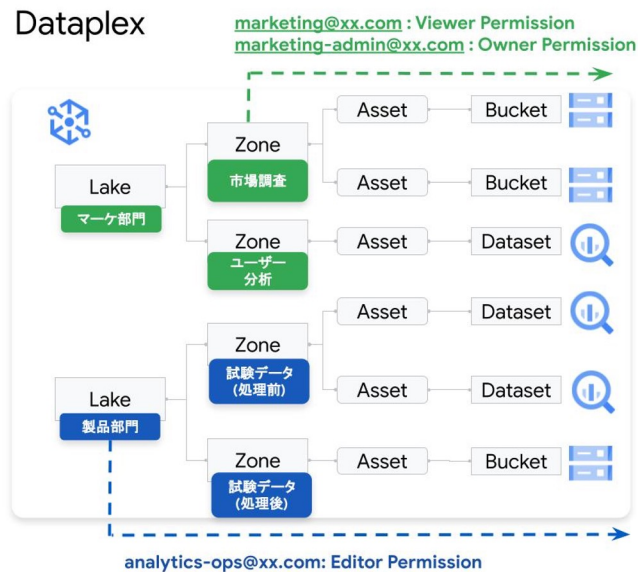 Dataplex
marketing@xx.com : Viewer Permission
marketing-admin@xx.com : Owner Permission
Lake
マーケ部門
Zone
市場調査
Asset
Bucket
Asset
Bucket
Zone
ユーザー
分析
Asset
Dataset
Lake
製品部門
Zone
試験データ
(処理前)
Asset
Dataset
Asset
Dataset
Zone
試験データ
(処理後)
Asset
Bucket
analytics-ops@xx.com: Editor Permission